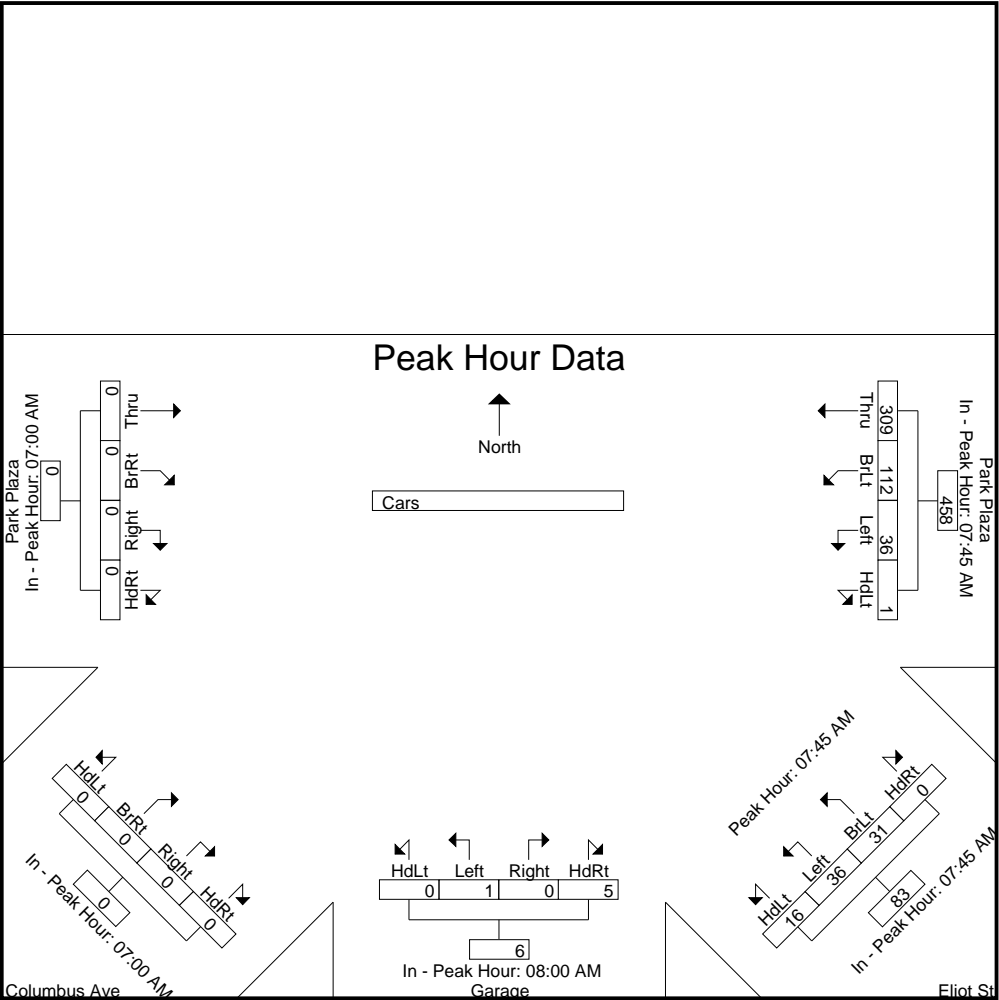 Peak Hour Data
North
Cars
Park Plaza
In - Peak Hour: 07:00 AM
0
0
Thru
0
BrRt
0
Right
0
HdRt
Park Plaza
In - Peak Hour: 07:45 AM
458
309
Thru
112
BrLt
36
Left
1
HdLt
HdLt
0
BrRt
0
Right
0
HdRt
0
0
In - Peak Hour: 07:00 AM
Columbus Ave
HdLt Left Right HdRt
0 1 0 5
6
In - Peak Hour: 08:00 AM
Garage
Peak Hour: 07:45 AM
HdRt
0
BrLt
31
Left
36
HdLt
16
83
In - Peak Hour: 07:45 AM
Eliot St